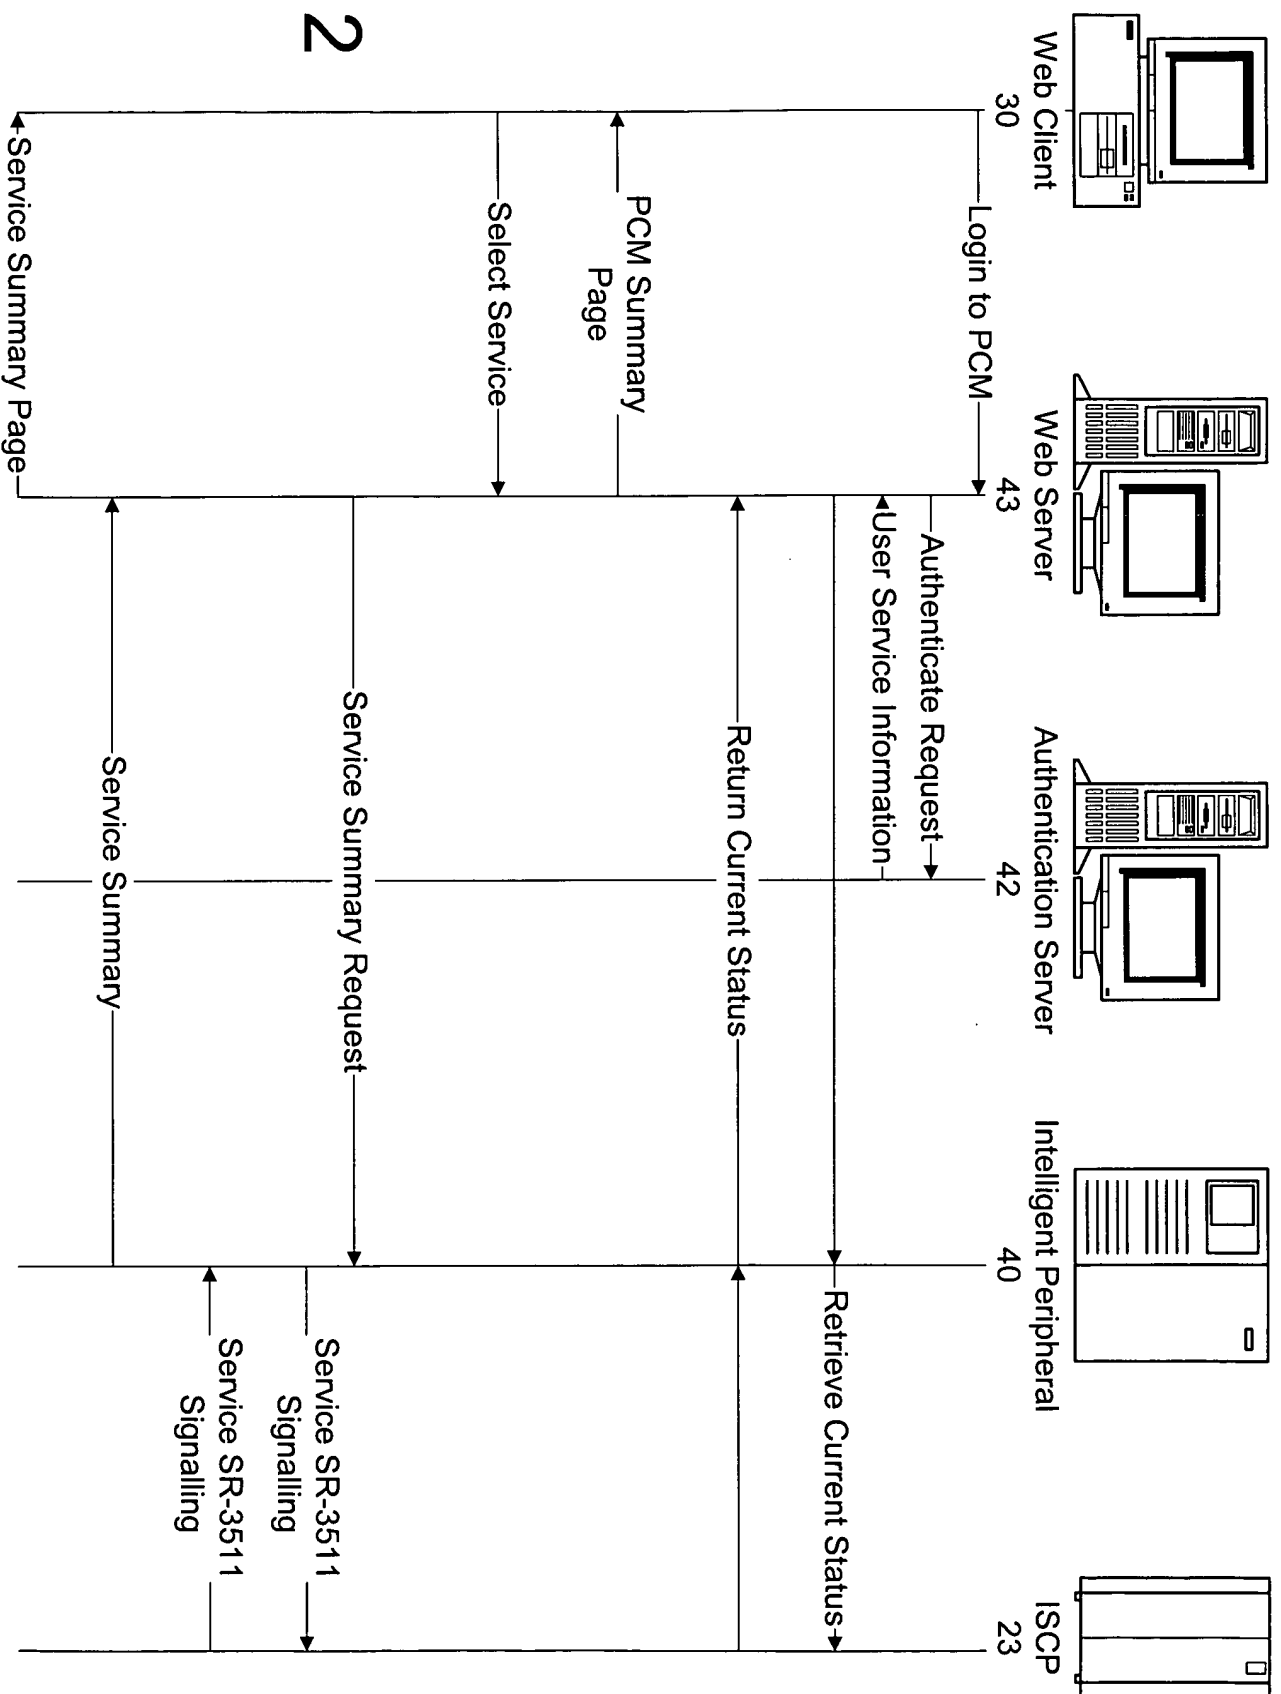 Web Client
30
Web Server
43
Authentication Server
42
Intelligent Peripheral
40
ISCP
23
Login to PCM
Authenticate Request
User Service Information
Retrieve Current Status
Return Current Status
PCM Summary
Page
Select Service
Service Summary Request
Service SR-3511
Signalling
Service SR-3511
Signalling
Service Summary
Service Summary Page
2